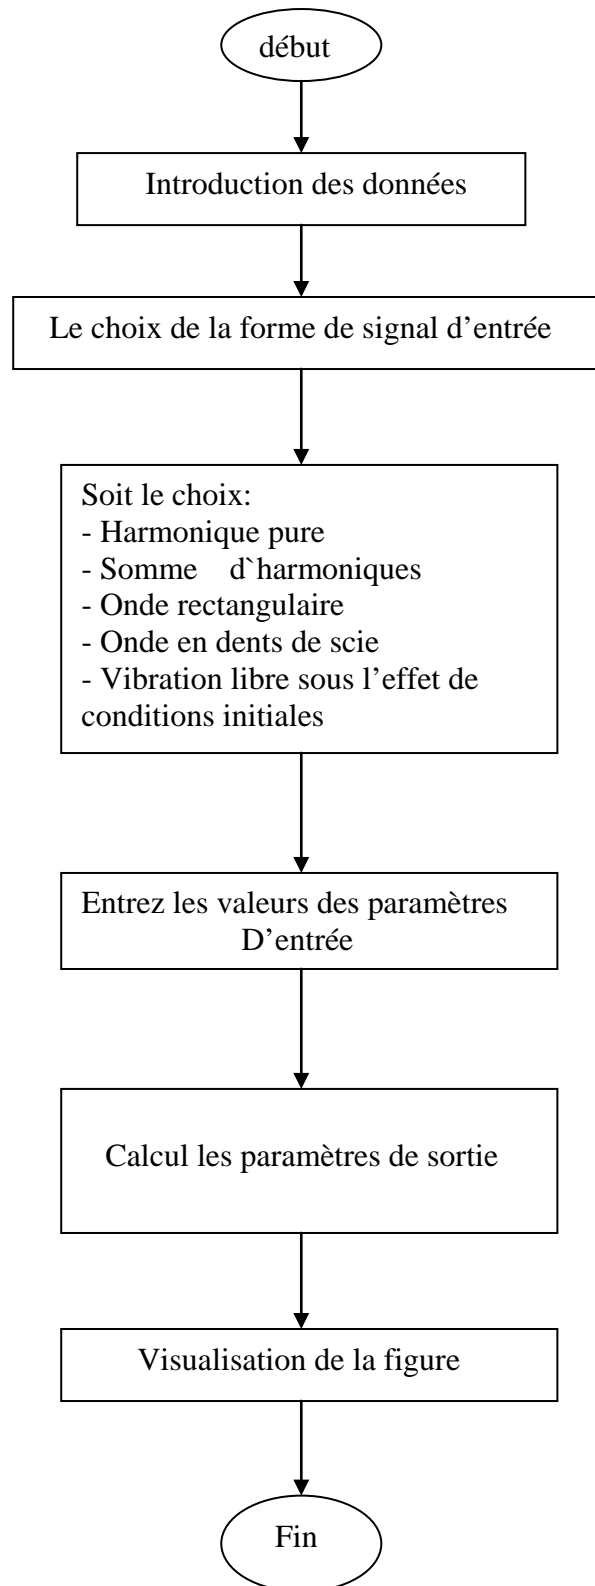 début
Introduction des données
Le choix de la forme de signal d’entrée
Soit le choix:
- Harmonique pure
- Somme d`harmoniques
- Onde rectangulaire
- Onde en dents de scie
- Vibration libre sous l’effet de
conditions initiales
Entrez les valeurs des paramètres
D’entrée
Calcul les paramètres de sortie
Visualisation de la figure
Fin